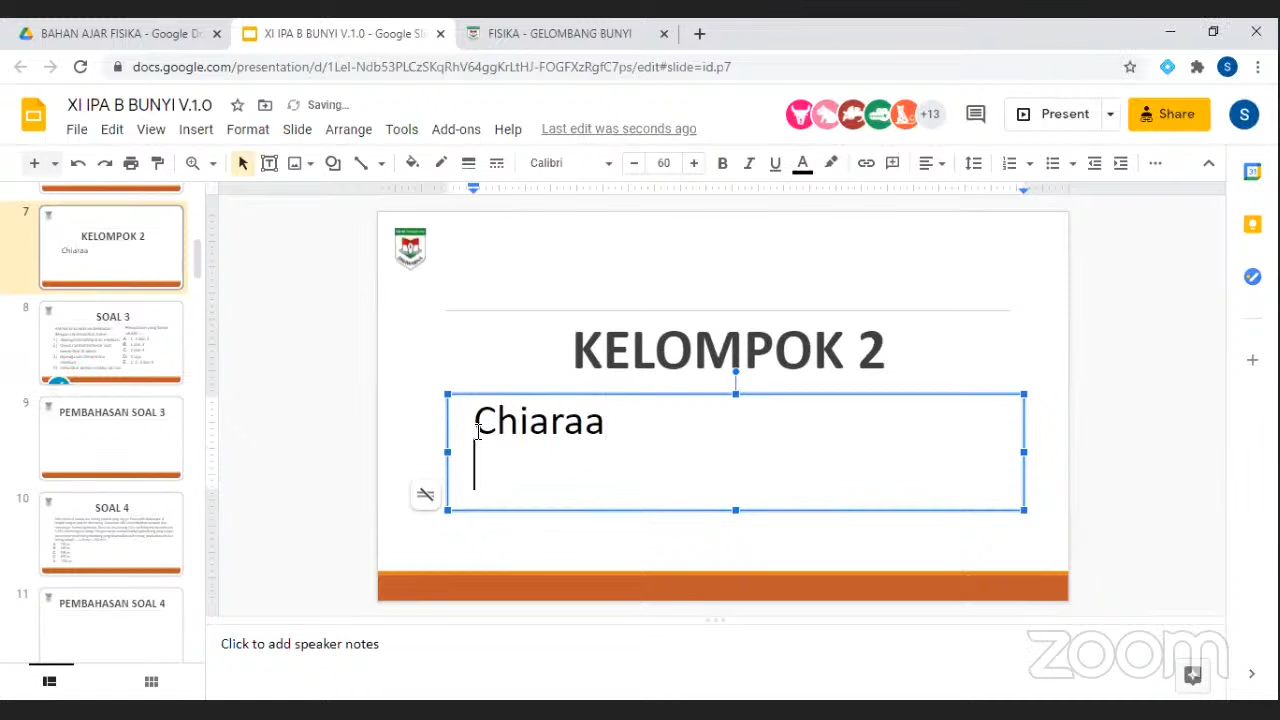 BAHAN AJAR FISIKA - Google Dr
XI IPA B BUNYI V.1.0 - Google Sli
FISIKA - GELOMBANG BUNYI
docs.google.com/presentation/d/1LeI-Ndb53PLCzSKqRhV64ggKrLtHJ-FOGFXzRgfC7ps/edit#slide=id.p7
S
XI IPA B BUNYI V.1.0
Saving...
+13
Present
Share
S
File Edit View Insert Format Slide Arrange Tools Add-ons Help Last edit was seconds ago
Calibri
60
B I U A
31
7
KELOMPOK 2
Chiaraa
8
SOAL 3
9
PEMBAHASAN SOAL 3
10
SOAL 4
11
PEMBAHASAN SOAL 4
KELOMPOK 2
Chiaraa
Click to add speaker notes
zoom